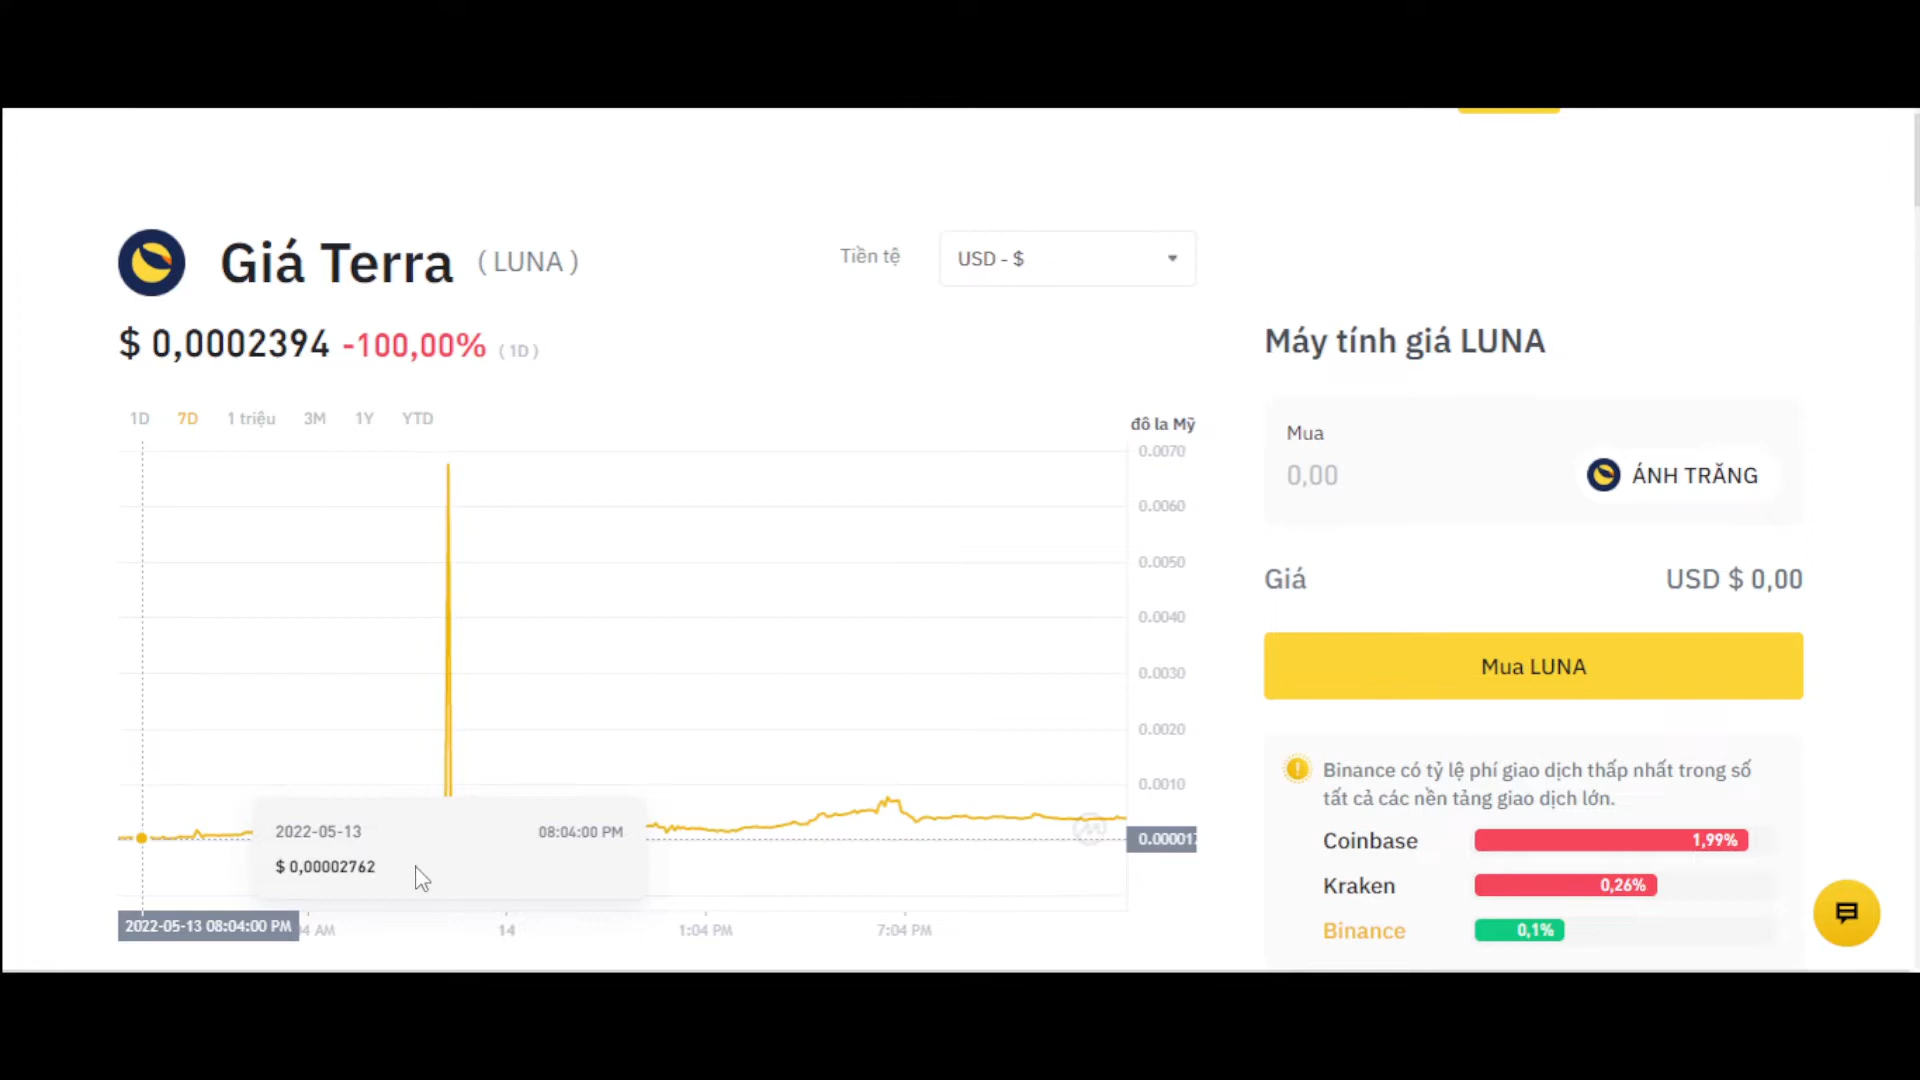 Giá Terra ( LUNA )
Tiền tệ
USD - $
$ 0,0002394 -100,00% ( 1D )
1D 7D 1 triệu 3M 1Y YTD
đô la Mỹ
0.0070
0.0060
0.0050
0.0040
0.0030
0.0020
0.0010
2022-05-13 08:04:00 PM
$ 0,00002762
2022-05-13 08:04:00 PM
AM
14
1:04 PM
7:04 PM
Máy tính giá LUNA
Mua
0,00
ÁNH TRĂNG
Giá
USD $ 0,00
Mua LUNA
Binance có tỷ lệ phí giao dịch thấp nhất trong số
tất cả các nền tảng giao dịch lớn.
Coinbase 1,99%
Kraken 0,26%
Binance 0,1%